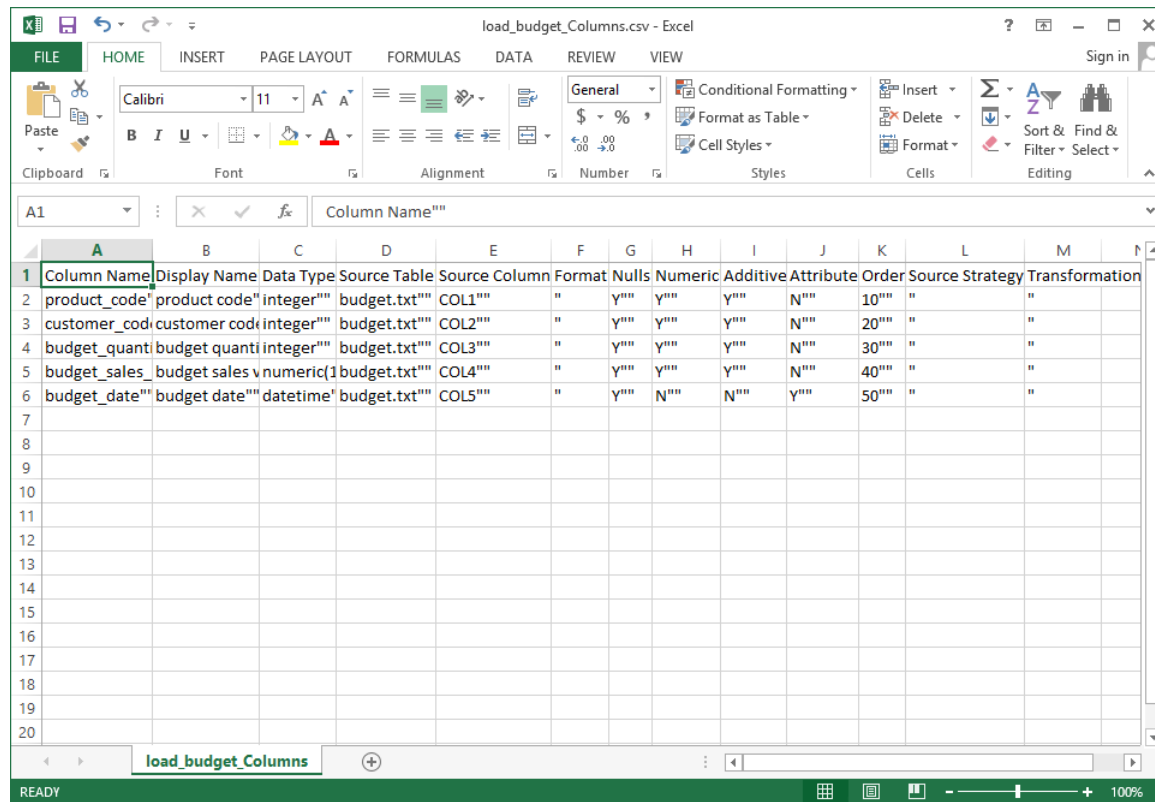 load_budget_Columns.csv - Excel
?
FILE HOME INSERT PAGE LAYOUT FORMULAS DATA REVIEW VIEW Sign in
Paste
Calibri 11 A A
B I U A
General
$ % ,
Conditional Formatting
Format as Table
Cell Styles
Insert
Delete
Format
Sort & Filter
Find & Select
Clipboard Font Alignment Number Styles Cells Editing
A1 fx Column Name""
A B C D E F G H I J K L M N
1 Column Name Display Name Data Type Source Table Source Column Format Nulls Numeric Additive Attribute Order Source Strategy Transformation
2 product_code" product code" integer"" budget.txt"" COL1"" " Y"" Y"" Y"" N"" 10"" " "
3 customer_cod customer code integer"" budget.txt"" COL2"" " Y"" Y"" Y"" N"" 20"" " "
4 budget_quanti budget quanti integer"" budget.txt"" COL3"" " Y"" Y"" Y"" N"" 30"" " "
5 budget_sales_ budget sales v numeric(1 budget.txt"" COL4"" " Y"" Y"" Y"" N"" 40"" " "
6 budget_date"" budget date"" datetime" budget.txt"" COL5"" " Y"" N"" N"" Y"" 50"" " "
7
8
9
10
11
12
13
14
15
16
17
18
19
20
load_budget_Columns
READY 100%